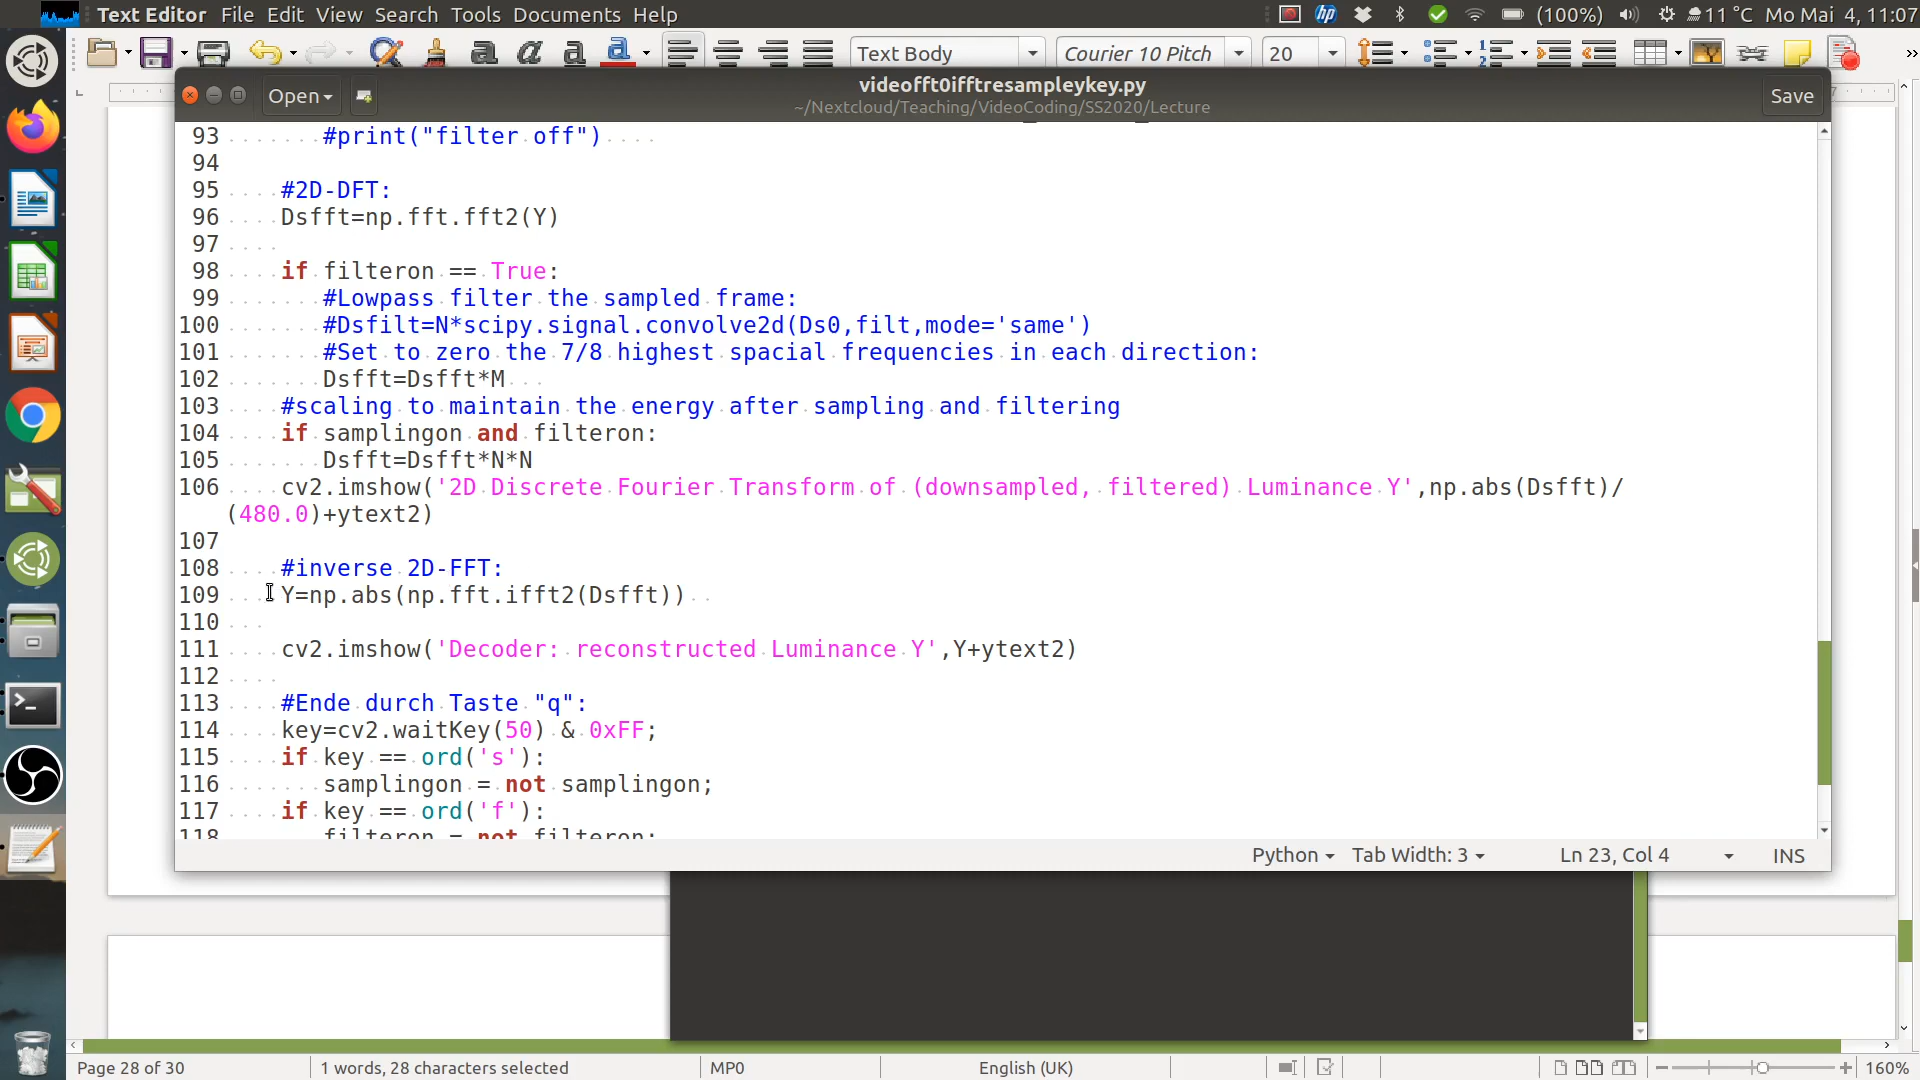 Text Editor File Edit View Search Tools Documents Help
(100%) 11 °C Mo Mai 4, 11:07
Text Body Courier 10 Pitch 20
videofft0ifftresampleykey.py
Open Save
~/Nextcloud/Teaching/VideoCoding/SS2020/Lecture
93 #print("filter off")
94
95 #2D-DFT:
96 Dsfft=np.fft.fft2(Y)
97
98 if filteron == True:
99 #Lowpass filter the sampled frame:
100 #Dsfilt=N*scipy.signal.convolve2d(Ds0,filt,mode='same')
101 #Set to zero the 7/8 highest spacial frequencies in each direction:
102 Dsfft=Dsfft*M
103 #scaling to maintain the energy after sampling and filtering
104 if samplingon and filteron:
105 Dsfft=Dsfft*N*N
106 cv2.imshow('2D Discrete Fourier Transform of (downsampled, filtered) Luminance Y',np.abs(Dsfft)/
(480.0)+ytext2)
107
108 #inverse 2D-FFT:
109 Y=np.abs(np.fft.ifft2(Dsfft))
110
111 cv2.imshow('Decoder: reconstructed Luminance Y',Y+ytext2)
112
113 #Ende durch Taste "q":
114 key=cv2.waitKey(50) & 0xFF;
115 if key == ord('s'):
116 samplingon = not samplingon;
117 if key == ord('f'):
118 filteron = not filteron;
Python Tab Width: 3 Ln 23, Col 4 INS
Page 28 of 30 1 words, 28 characters selected MP0 English (UK) 160%